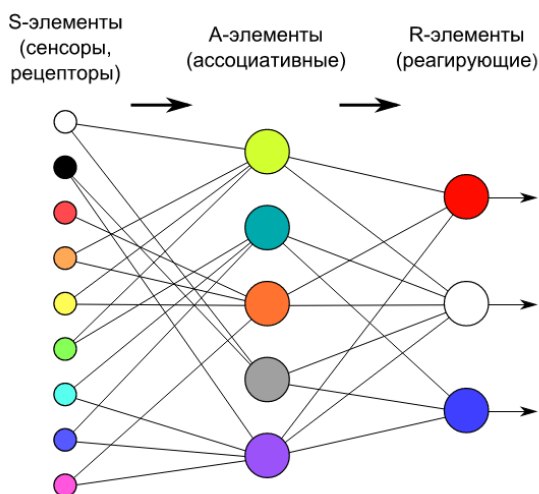 S-элементы
(сенсоры,
рецепторы)
A-элементы
(ассоциативные)
R-элементы
(реагирующие)